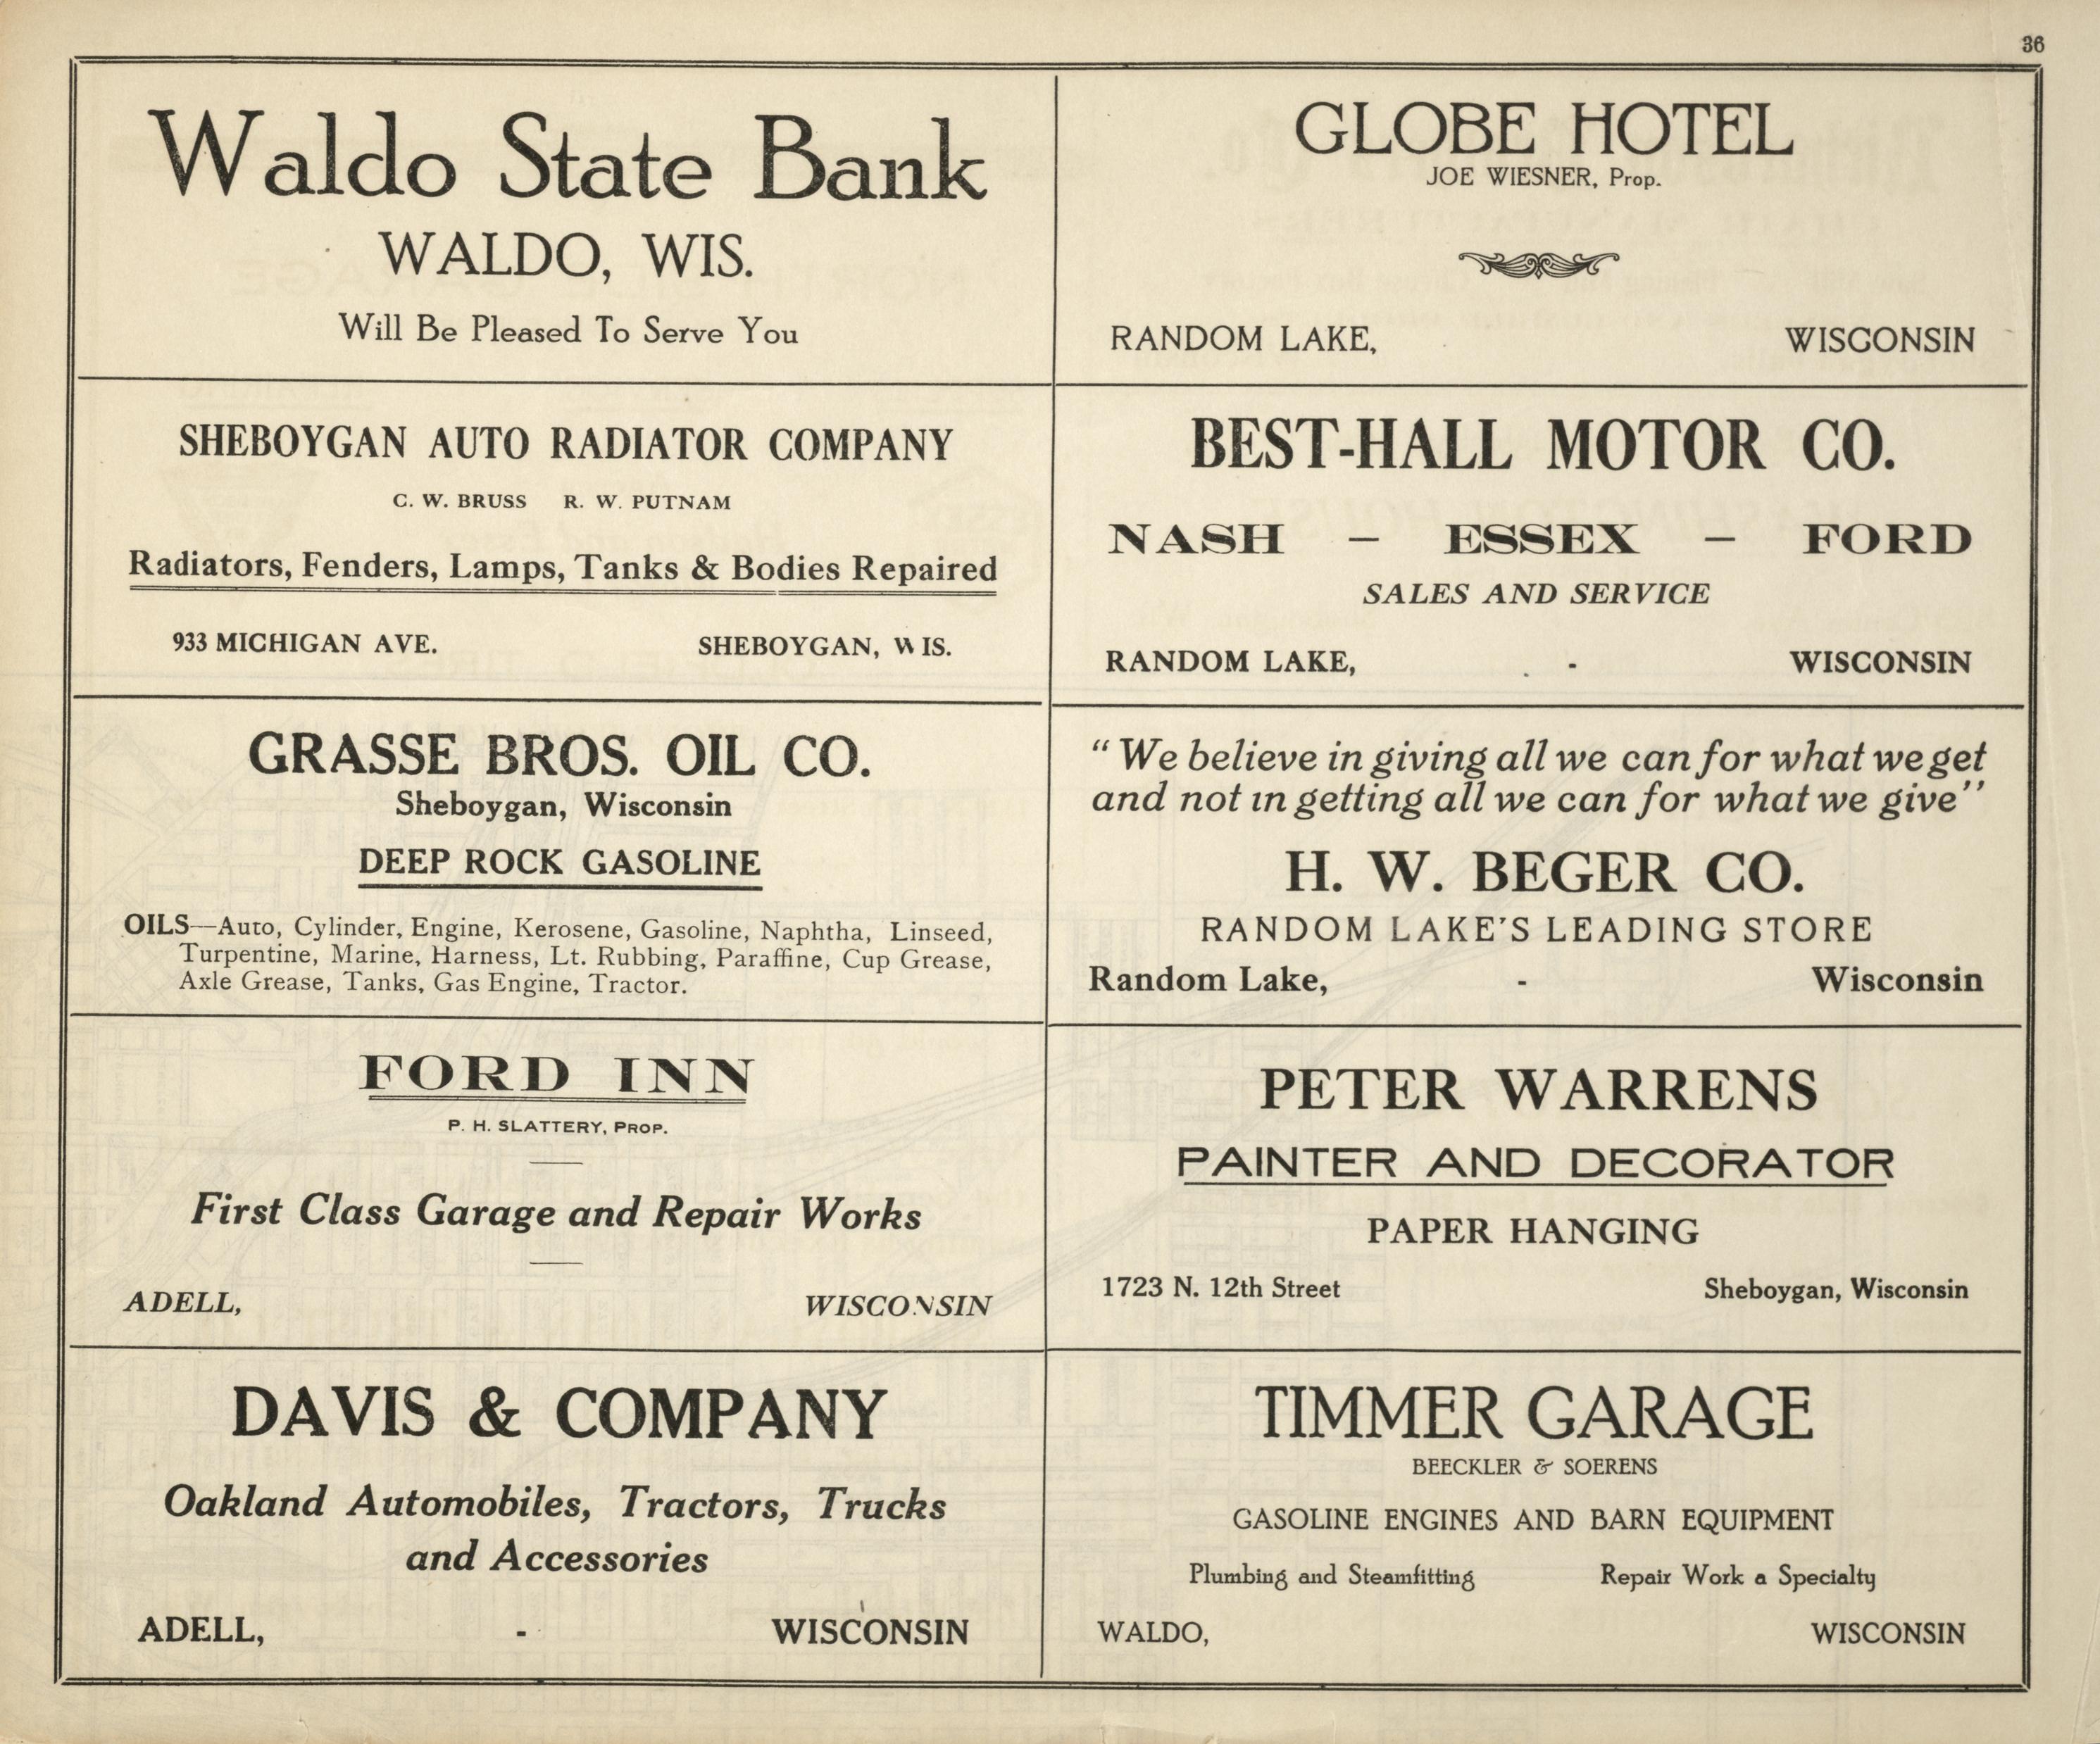 36
Waldo State Bank
WALDO, WIS.
Will Be Pleased To Serve You
SHEBOYGAN AUTO RADIATOR COMPANY
C. W. BRUSS R. W. PUTNAM
Radiators, Fenders, Lamps, Tanks & Bodies Repaired
933 MICHIGAN AVE. SHEBOYGAN, WIS.
GRASSE BROS. OIL CO.
Sheboygan, Wisconsin
DEEP ROCK GASOLINE
OILS—Auto, Cylinder, Engine, Kerosene, Gasoline, Naphtha, Linseed,
Turpentine, Marine, Harness, Lt. Rubbing, Paraffine, Cup Grease,
Axle Grease, Tanks, Gas Engine, Tractor.
FORD INN
P. H. SLATTERY, PROP.
First Class Garage and Repair Works
ADELL, WISCONSIN
DAVIS & COMPANY
Oakland Automobiles, Tractors, Trucks
and Accessories
ADELL, - WISCONSIN
GLOBE HOTEL
JOE WIESNER, Prop.
RANDOM LAKE, WISCONSIN
BEST-HALL MOTOR CO.
NASH – ESSEX – FORD
SALES AND SERVICE
RANDOM LAKE, - WISCONSIN
"We believe in giving all we can for what we get
and not in getting all we can for what we give"
H. W. BEGER CO.
RANDOM LAKE'S LEADING STORE
Random Lake, - Wisconsin
PETER WARRENS
PAINTER AND DECORATOR
PAPER HANGING
1723 N. 12th Street Sheboygan, Wisconsin
TIMMER GARAGE
BEECKLER & SOERENS
GASOLINE ENGINES AND BARN EQUIPMENT
Plumbing and Steamfitting Repair Work a Specialty
WALDO, WISCONSIN